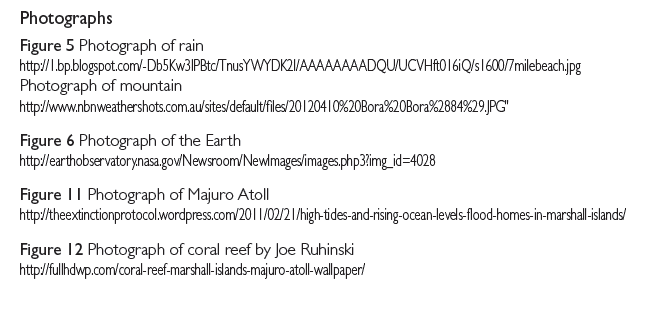 Photographs
Figure 5 Photograph of rain
http://1.bp.blogspot.com/-Db5Kw3IPBtc/TnusYWYDK2I/AAAAAAAADQU/UCVHft016iQ/s1600/7milebeach.jpg
Photograph of mountain
http://www.nbnweathershots.com.au/sites/default/files/20120410%20Bora%20Bora%2884%29.JPG"
Figure 6 Photograph of the Earth
http://earthobservatory.nasa.gov/Newsroom/NewImages/images.php3?img_id=4028
Figure 11 Photograph of Majuro Atoll
http://theextinctionprotocol.wordpress.com/2011/02/21/high-tides-and-rising-ocean-levels-flood-homes-in-marshall-islands/
Figure 12 Photograph of coral reef by Joe Ruhinski
http://fullhdwp.com/coral-reef-marshall-islands-majuro-atoll-wallpaper/